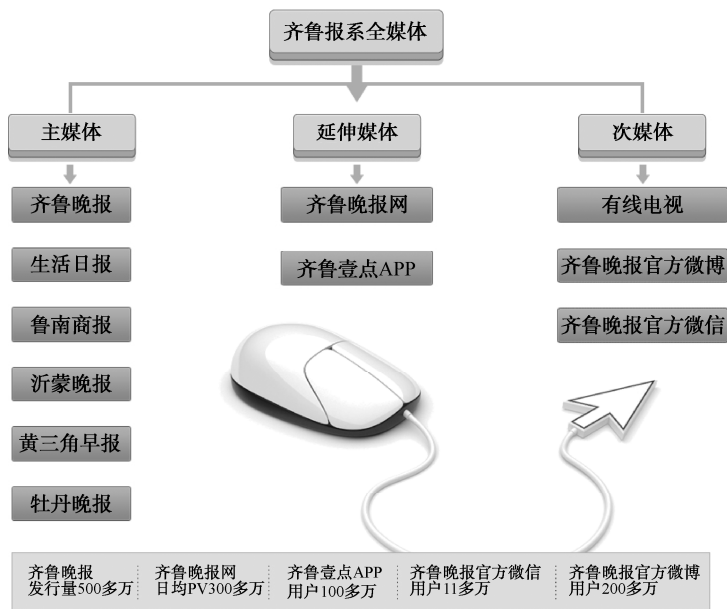 齐鲁报系全媒体
主媒体
延伸媒体
次媒体
齐鲁晚报
齐鲁晚报网
有线电视
生活日报
齐鲁壹点APP
齐鲁晚报官方微博
鲁南商报
齐鲁晚报官方微信
沂蒙晚报
黄三角早报
牡丹晚报
齐鲁晚报
发行量500多万
齐鲁晚报网
日均PV300多万
齐鲁壹点APP
用户100多万
齐鲁晚报官方微信
用户11多万
齐鲁晚报官方微博
用户200多万